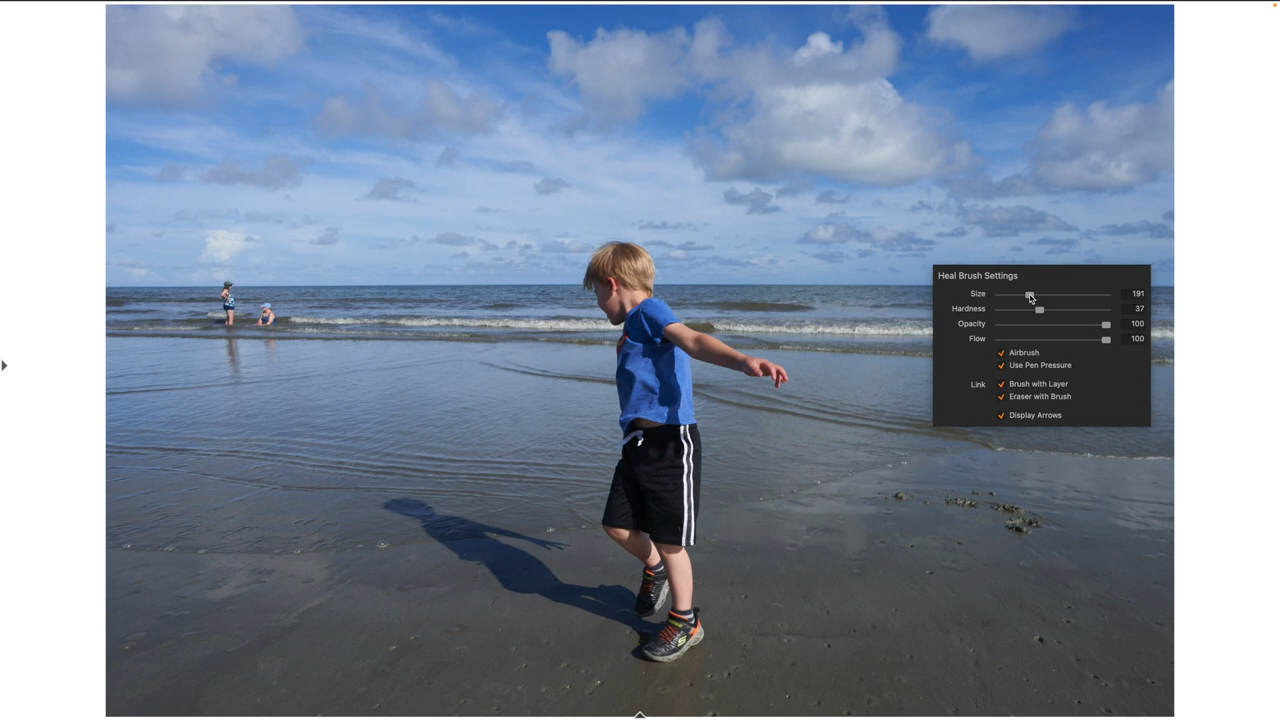 Heal Brush Settings
Size 191
Hardness 37
Opacity 100
Flow 100
Airbrush
Use Pen Pressure
Link Brush with Layer
Eraser with Brush
Display Arrows